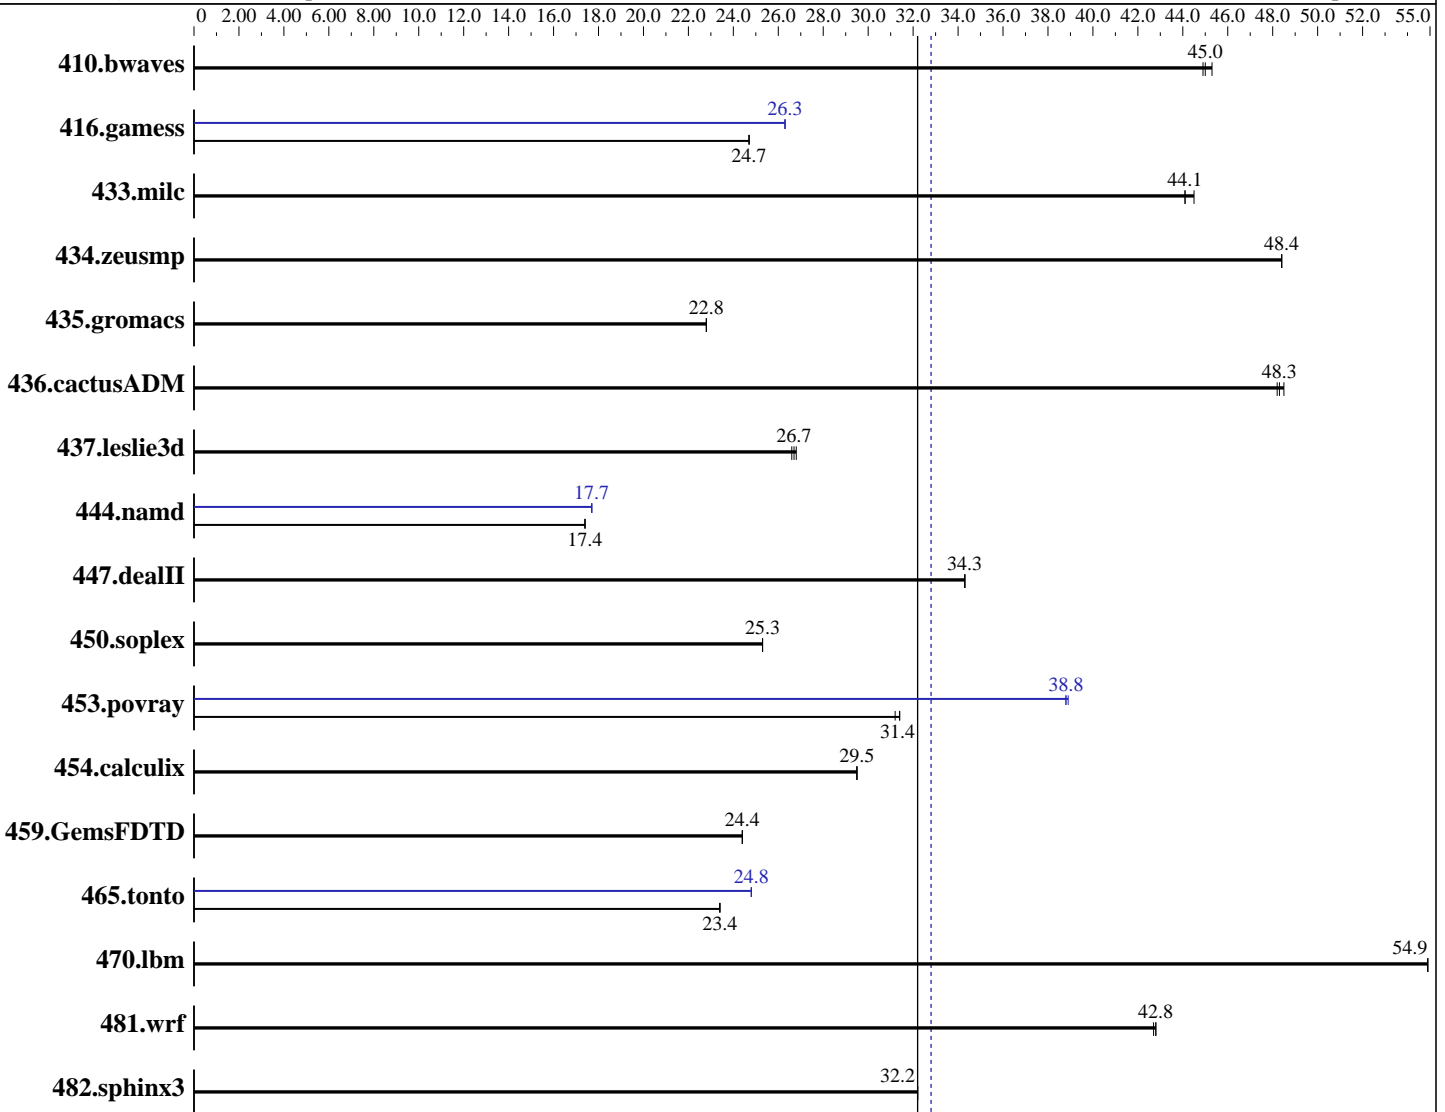 0 2.00 4.00 6.00 8.00 10.0 12.0 14.0 16.0 18.0 20.0 22.0 24.0 26.0 28.0 30.0 32.0 34.0 36.0 38.0 40.0 42.0 44.0 46.0 48.0 50.0 52.0 55.0
410.bwaves 45.0
416.gamess 26.3
24.7
433.milc 44.1
434.zeusmp 48.4
435.gromacs 22.8
436.cactusADM 48.3
437.leslie3d 26.7
444.namd 17.7
17.4
447.dealII 34.3
450.soplex 25.3
453.povray 38.8
31.4
454.calculix 29.5
459.GemsFDTD 24.4
465.tonto 24.8
23.4
470.lbm 54.9
481.wrf 42.8
482.sphinx3 32.2